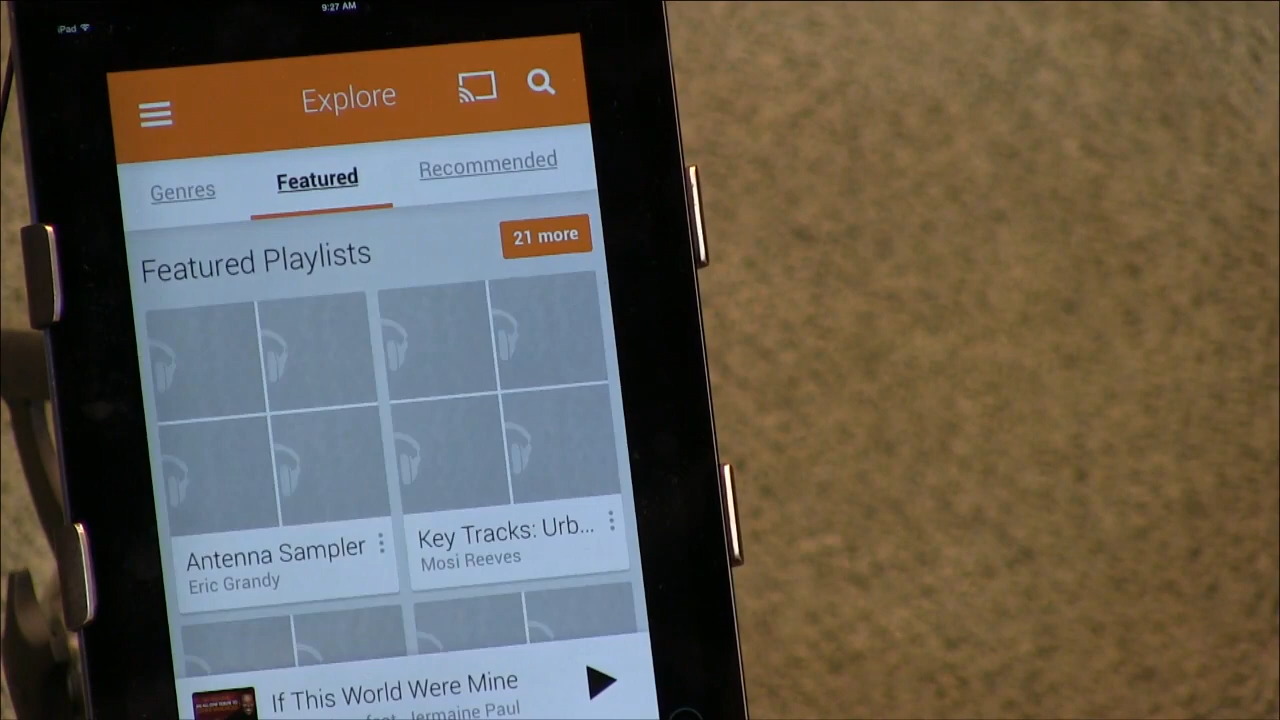 iPad 9:27 AM
Explore
Genres Featured Recommended
Featured Playlists 21 more
Antenna Sampler
Eric Grandy
Key Tracks: Urb...
Mosi Reeves
If This World Were Mine
feat. Jermaine Paul